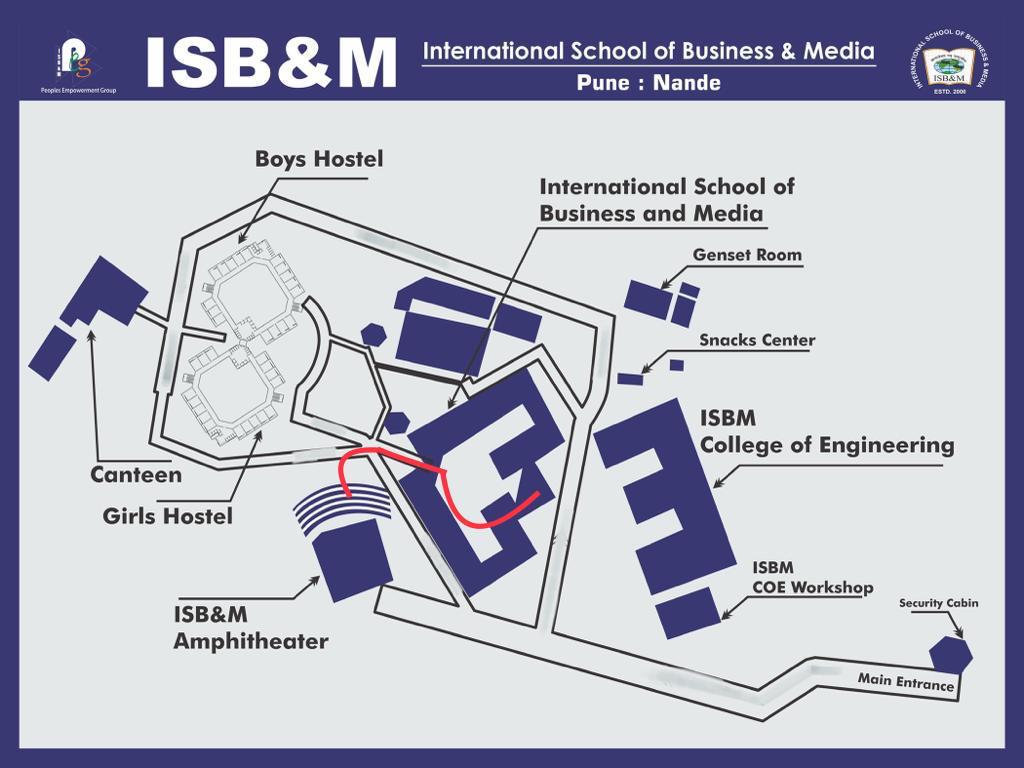 ISB&M
International School of Business & Media
Pune : Nande
Peoples Empowerment Group
INTERNATIONAL SCHOOL OF BUSINESS & MEDIA
ISB&M
ESTD. 2000
Boys Hostel
International School of
Business and Media
Genset Room
Snacks Center
ISBM
College of Engineering
Canteen
Girls Hostel
ISBM
COE Workshop
Security Cabin
ISB&M
Amphitheater
Main Entrance